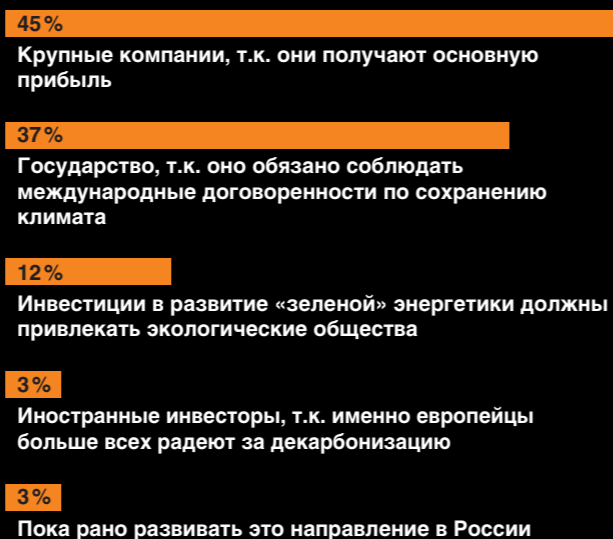 45%
Крупные компании, т.к. они получают основную
прибыль
37%
Государство, т.к. оно обязано соблюдать
международные договоренности по сохранению
климата
12%
Инвестиции в развитие «зеленой» энергетики должны
привлекать экологические общества
3%
Иностранные инвесторы, т.к. именно европейцы
больше всех радеют за декарбонизацию
3%
Пока рано развивать это направление в России